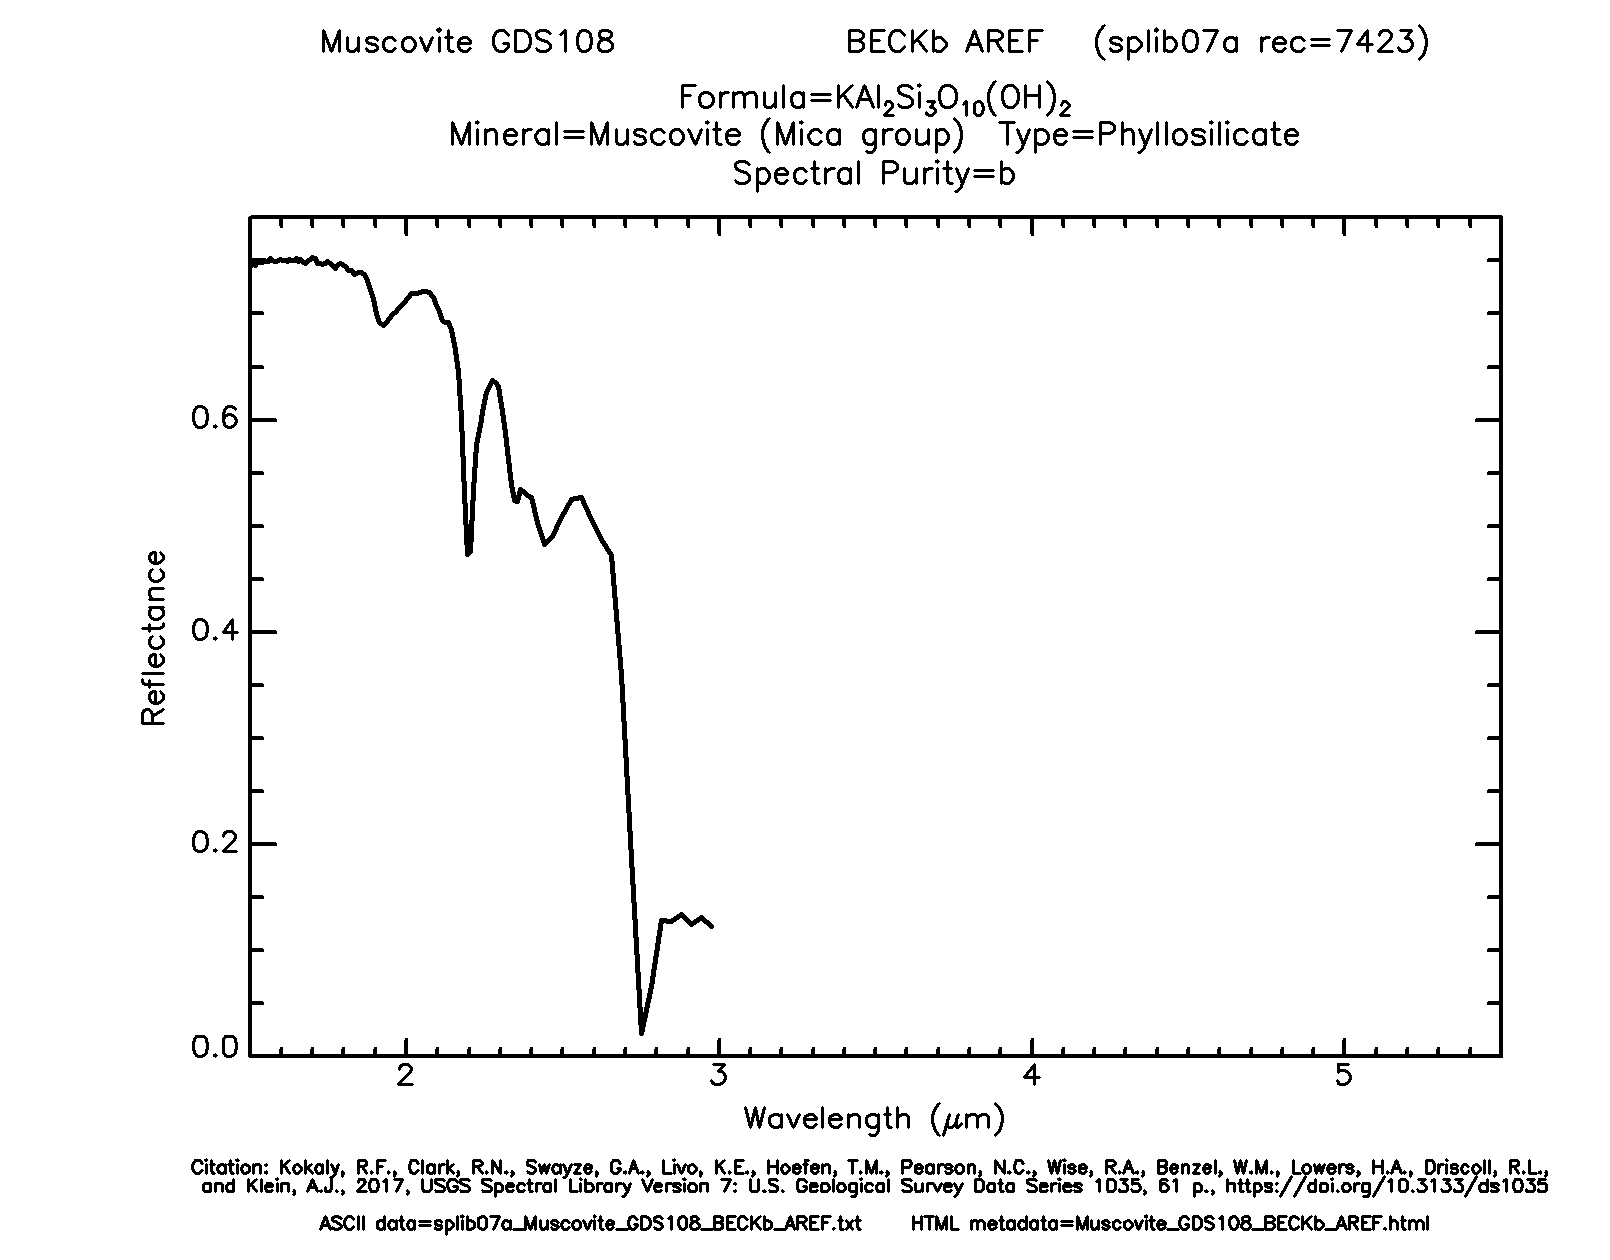 Muscovite GDS108 BECKb AREF (splib07a rec=7423)
Formula=KAl2Si3O10(OH)2
Mineral=Muscovite (Mica group) Type=Phyllosilicate
Spectral Purity=b
0.6
0.4
0.2
0.0
Reflectance
2 3 4 5
Wavelength (μm)
Citation: Kokaly, R.F., Clark, R.N., Swayze, G.A., Livo, K.E., Hoefen, T.M., Pearson, N.C., Wise, R.A., Benzel, W.M., Lowers, H.A., Driscoll, R.L.,
and Klein, A.J., 2017, USGS Spectral Library Version 7: U.S. Geological Survey Data Series 1035, 61 p., https://doi.org/10.3133/ds1035
ASCII data=splib07a_Muscovite_GDS108_BECKb_AREF.txt HTML metadata=Muscovite_GDS108_BECKb_AREF.html